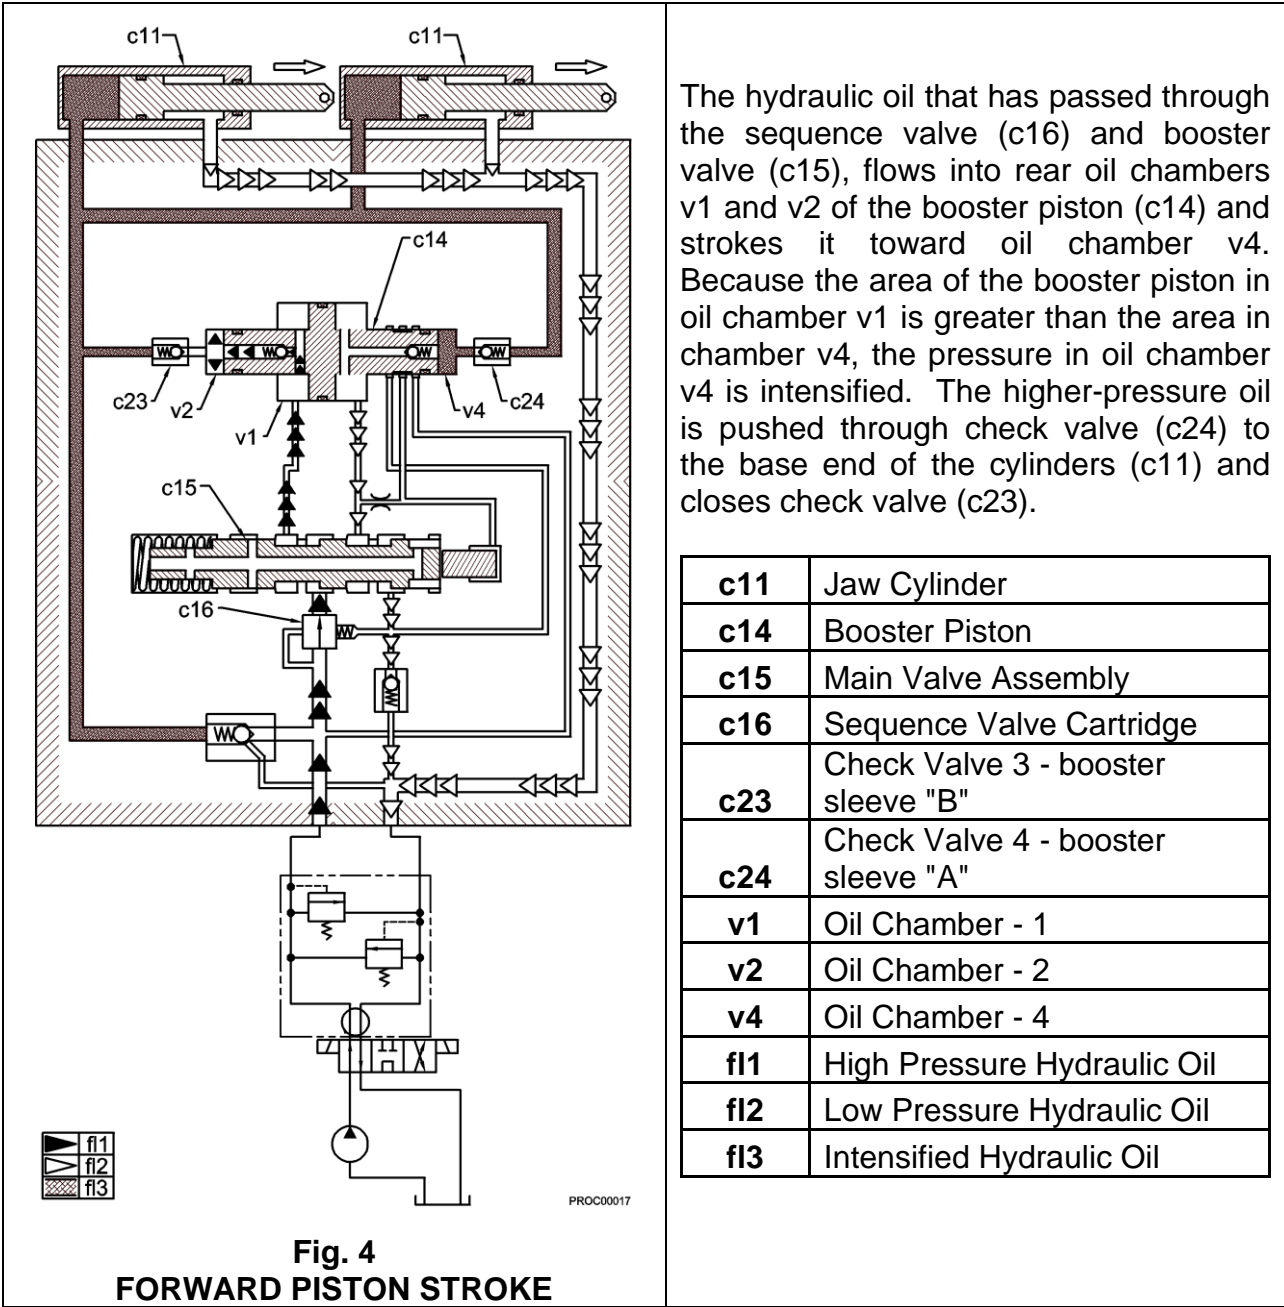 c11
c11
c14
c23
v2
v1
v4
c24
c15
c16
fl1
fl2
fl3
PROC00017
Fig. 4
FORWARD PISTON STROKE
The hydraulic oil that has passed through
the sequence valve (c16) and booster
valve (c15), flows into rear oil chambers
v1 and v2 of the booster piston (c14) and
strokes it toward oil chamber v4.
Because the area of the booster piston in
oil chamber v1 is greater than the area in
chamber v4, the pressure in oil chamber
v4 is intensified.  The higher-pressure oil
is pushed through check valve (c24) to
the base end of the cylinders (c11) and
closes check valve (c23).
c11 Jaw Cylinder
c14 Booster Piston
c15 Main Valve Assembly
c16 Sequence Valve Cartridge
Check Valve 3 - booster
c23 sleeve "B"
Check Valve 4 - booster
c24 sleeve "A"
v1 Oil Chamber - 1
v2 Oil Chamber - 2
v4 Oil Chamber - 4
fl1 High Pressure Hydraulic Oil
fl2 Low Pressure Hydraulic Oil
fl3 Intensified Hydraulic Oil